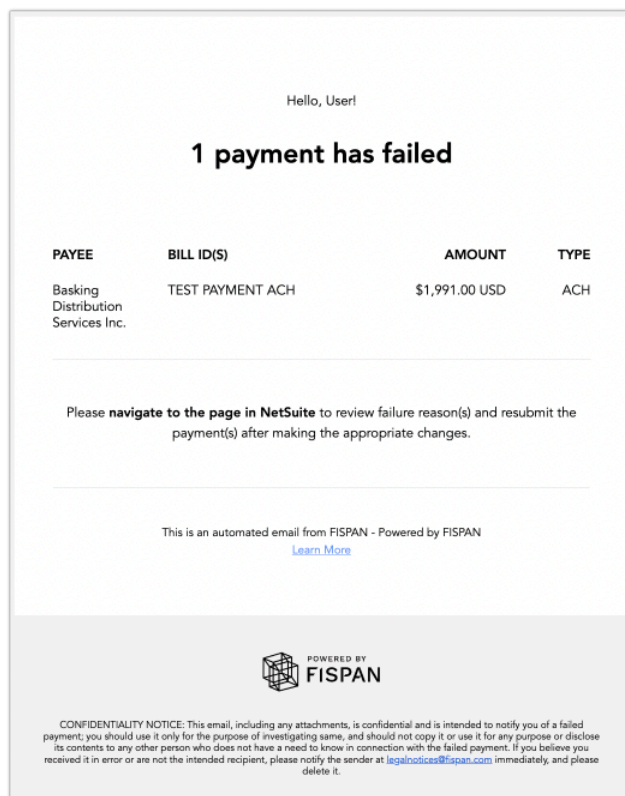 Hello, User!
1 payment has failed
PAYEE BILL ID(S) AMOUNT TYPE
Basking TEST PAYMENT ACH $1,991.00 USD ACH
Distribution
Services Inc.
Please navigate to the page in NetSuite to review failure reason(s) and resubmit the
payment(s) after making the appropriate changes.
This is an automated email from FISPAN - Powered by FISPAN
Learn More
POWERED BY
FISPAN
CONFIDENTIALITY NOTICE: This email, including any attachments, is confidential and is intended to notify you of a failed
payment; you should use it only for the purpose of investigating same, and should not copy it or use it for any purpose or disclose
its contents to any other person who does not have a need to know in connection with the failed payment. If you believe you
received it in error or are not the intended recipient, please notify the sender at legalnotices@fispan.com immediately, and please
delete it.